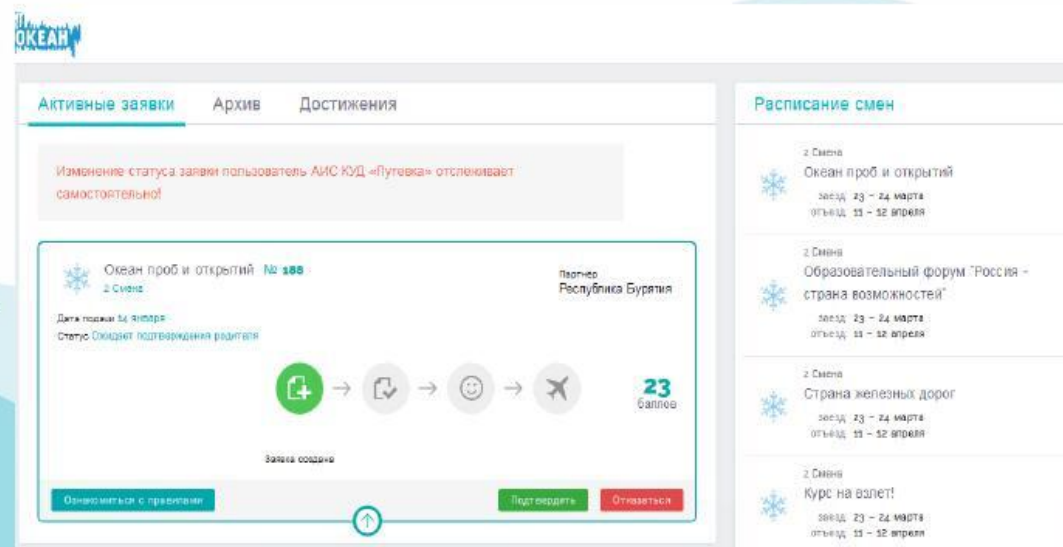 ОКЕАН
Активные заявки Архив Достижения
Изменение статуса заявки пользователь АИС КУД «Путевка» отслеживает
самостоятельно!
Океан проб и открытий № 188
2 Смена
Партнер
Республика Бурятия
Дата подачи 14 января
Статус Ожидает подтверждения родителя
23
баллов
Заявка создана
Ознакомиться с правилами
Подтвердить
Отказаться
Расписание смен
2 Смена
Океан проб и открытий
заезд 23 – 24 марта
отъезд 11 – 12 апреля
2 Смена
Образовательный форум "Россия -
страна возможностей"
заезд 23 – 24 марта
отъезд 11 – 12 апреля
2 Смена
Страна железных дорог
заезд 23 – 24 марта
отъезд 11 – 12 апреля
2 Смена
Курс на взлет!
заезд 23 – 24 марта
отъезд 11 – 12 апреля